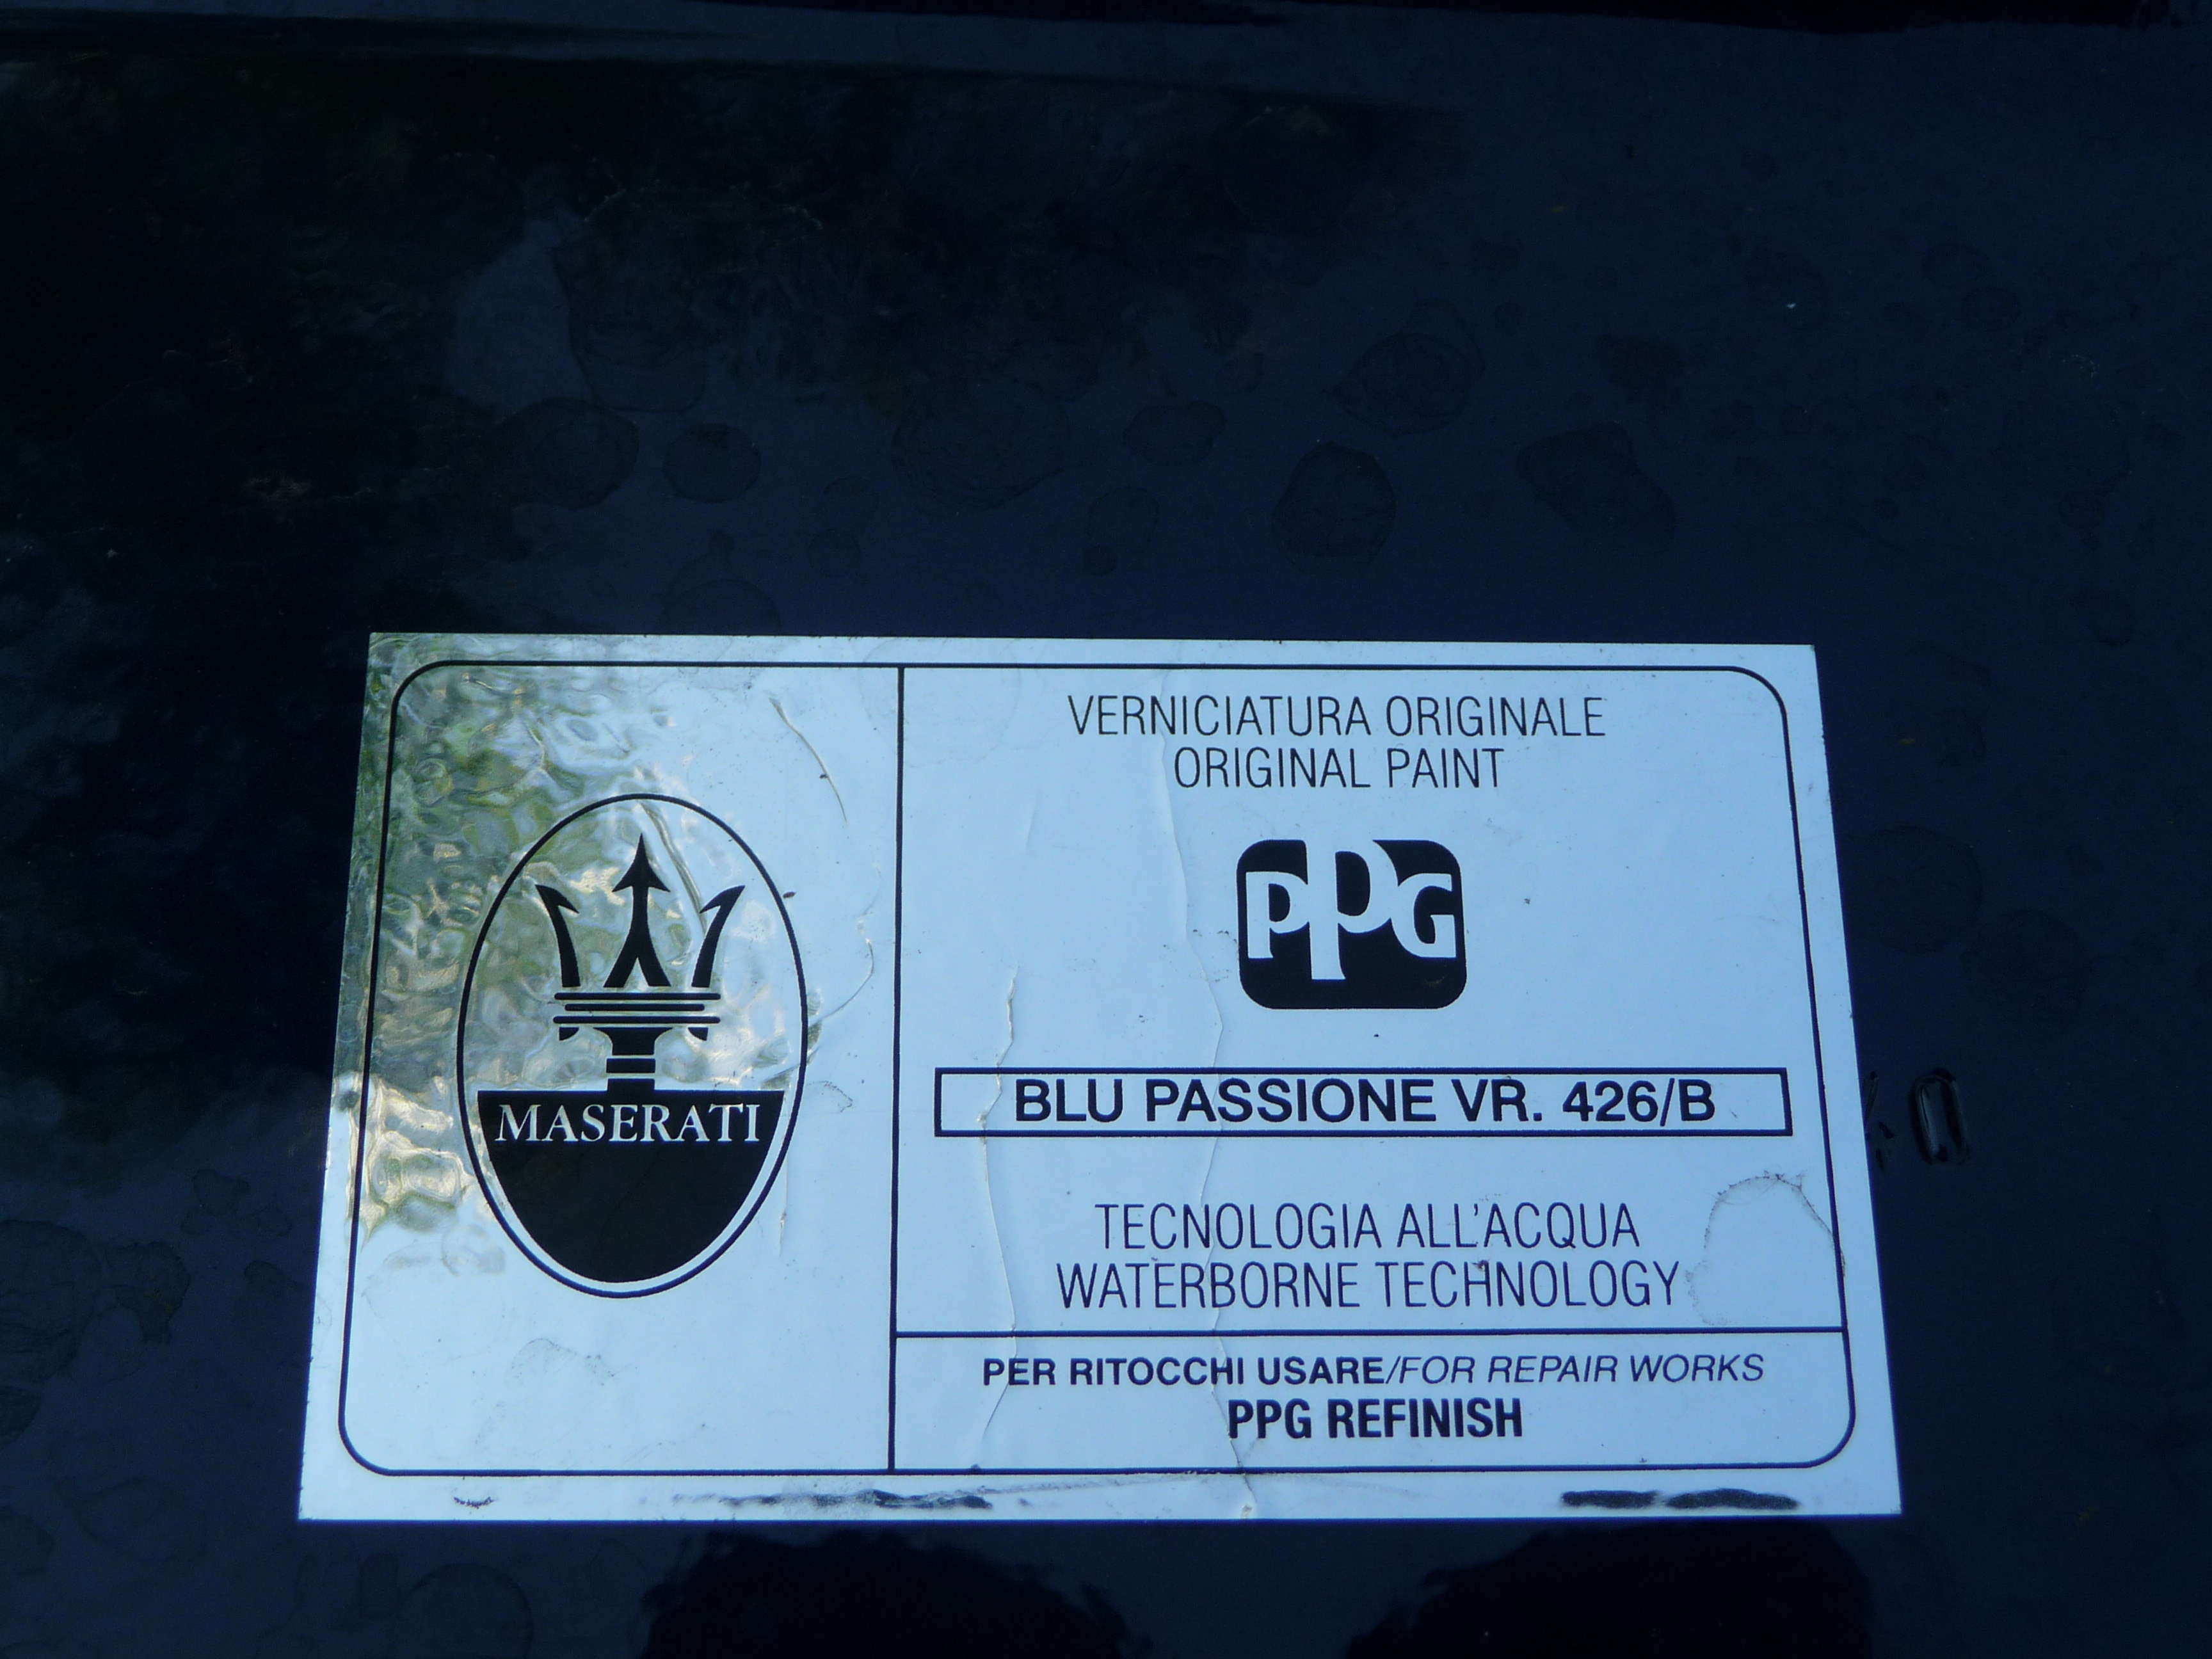 MASERATI
VERNICIATURA ORIGINALE
ORIGINAL PAINT
PPG
BLU PASSIONE VR. 426/B
TECNOLOGIA ALL'ACQUA
WATERBORNE TECHNOLOGY
PER RITOCCHI USARE/FOR REPAIR WORKS
PPG REFINISH